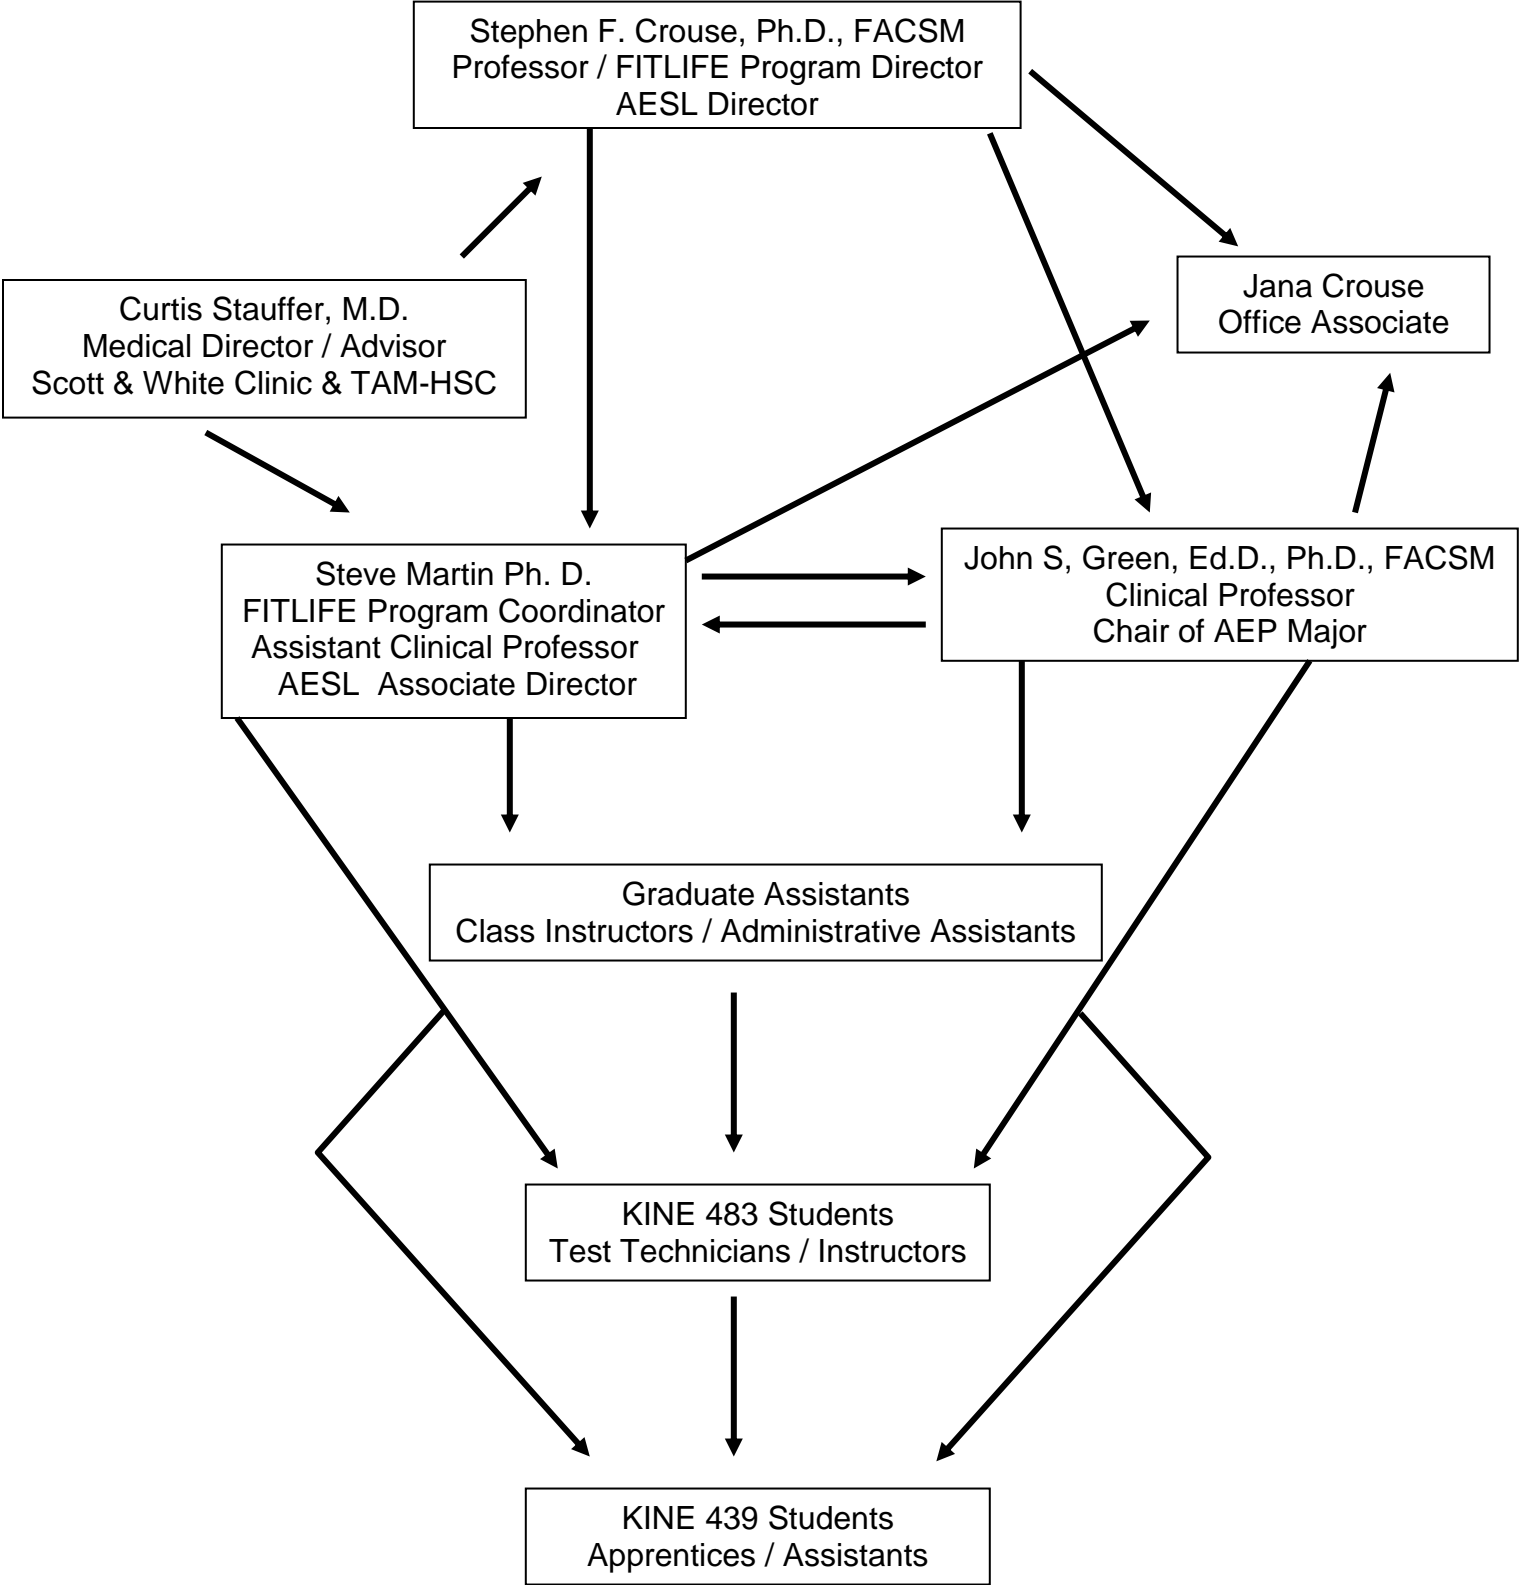 Stephen F. Crouse, Ph.D., FACSM
Professor / FITLIFE Program Director
AESL Director
Jana Crouse
Office Associate
Curtis Stauffer, M.D.
Medical Director / Advisor
Scott & White Clinic & TAM-HSC
Steve Martin Ph. D.
FITLIFE Program Coordinator
Assistant Clinical Professor
AESL  Associate Director
John S, Green, Ed.D., Ph.D., FACSM
Clinical Professor
Chair of AEP Major
Graduate Assistants
Class Instructors / Administrative Assistants
KINE 483 Students
Test Technicians / Instructors
KINE 439 Students
Apprentices / Assistants